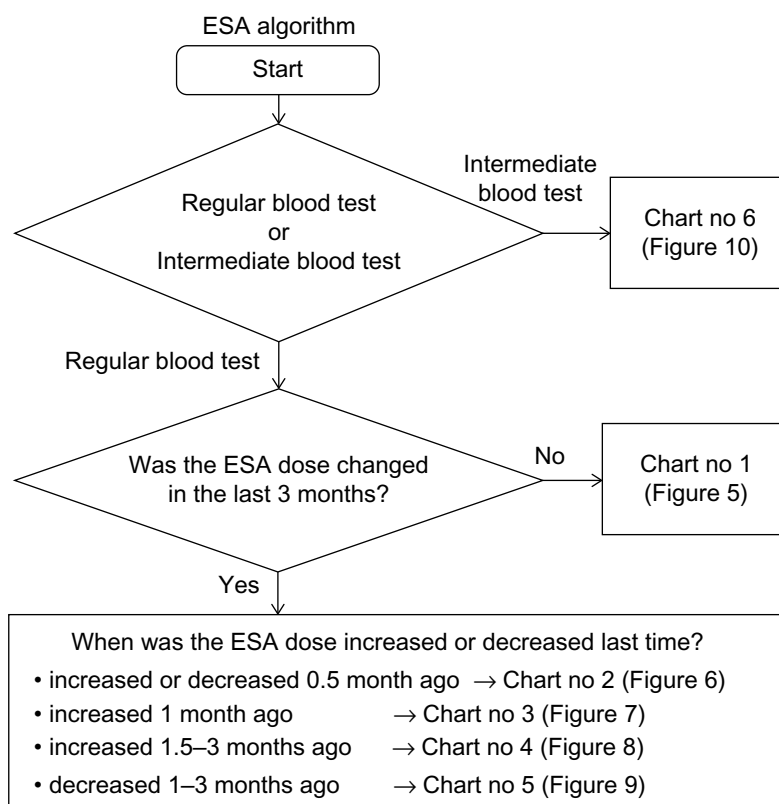 ESA algorithm
Start
Regular blood test
or
Intermediate blood test
Intermediate
blood test
Chart no 6
(Figure 10)
Regular blood test
Was the ESA dose changed
in the last 3 months?
No
Chart no 1
(Figure 5)
Yes
When was the ESA dose increased or decreased last time?
• increased or decreased 0.5 month ago → Chart no 2 (Figure 6)
• increased 1 month ago → Chart no 3 (Figure 7)
• increased 1.5–3 months ago → Chart no 4 (Figure 8)
• decreased 1–3 months ago → Chart no 5 (Figure 9)